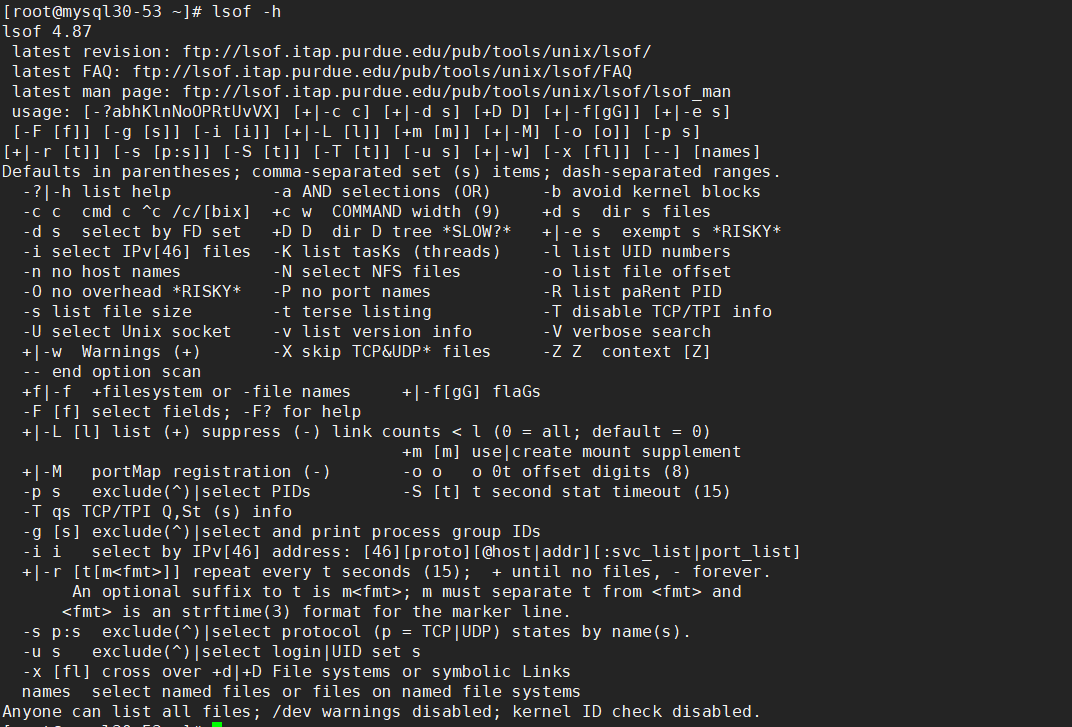 [root@mysql30-53 ~]# lsof -h
lsof 4.87
 latest revision: ftp://lsof.itap.purdue.edu/pub/tools/unix/lsof/
 latest FAQ: ftp://lsof.itap.purdue.edu/pub/tools/unix/lsof/FAQ
 latest man page: ftp://lsof.itap.purdue.edu/pub/tools/unix/lsof/lsof_man
 usage: [-?abhKlnNoOPRtUvVX] [+|-c c] [+|-d s] [+D D] [+|-f[gG]] [+|-e s]
 [-F [f]] [-g [s]] [-i [i]] [+|-L [l]] [+m [m]] [+|-M] [-o [o]] [-p s]
[+|-r [t]] [-s [p:s]] [-S [t]] [-T [t]] [-u s] [+|-w] [-x [fl]] [--] [names]
Defaults in parentheses; comma-separated set (s) items; dash-separated ranges.
  -?|-h list help          -a AND selections (OR)     -b avoid kernel blocks
  -c c  cmd c ^c /c/[bix]  +c w  COMMAND width (9)    +d s  dir s files
  -d s  select by FD set   +D D  dir D tree *SLOW?*   +|-e s  exempt s *RISKY*
  -i select IPv[46] files  -K list tasKs (threads)    -l list UID numbers
  -n no host names         -N select NFS files        -o list file offset
  -O no overhead *RISKY*   -P no port names           -R list paRent PID
  -s list file size        -t terse listing           -T disable TCP/TPI info
  -U select Unix socket    -v list version info       -V verbose search
  +|-w  Warnings (+)       -X skip TCP&UDP* files     -Z Z  context [Z]
  -- end option scan
  +f|-f  +filesystem or -file names     +|-f[gG] flaGs
  -F [f] select fields; -F? for help
  +|-L [l] list (+) suppress (-) link counts < l (0 = all; default = 0)
                                        +m [m] use|create mount supplement
  +|-M   portMap registration (-)       -o o   o 0t offset digits (8)
  -p s   exclude(^)|select PIDs         -S [t] t second stat timeout (15)
  -T qs TCP/TPI Q,St (s) info
  -g [s] exclude(^)|select and print process group IDs
  -i i   select by IPv[46] address: [46][proto][@host|addr][:svc_list|port_list]
  +|-r [t[m<fmt>]] repeat every t seconds (15);  + until no files, - forever.
       An optional suffix to t is m<fmt>; m must separate t from <fmt> and
      <fmt> is an strftime(3) format for the marker line.
  -s p:s  exclude(^)|select protocol (p = TCP|UDP) states by name(s).
  -u s   exclude(^)|select login|UID set s
  -x [fl] cross over +d|+D File systems or symbolic Links
  names  select named files or files on named file systems
Anyone can list all files; /dev warnings disabled; kernel ID check disabled.